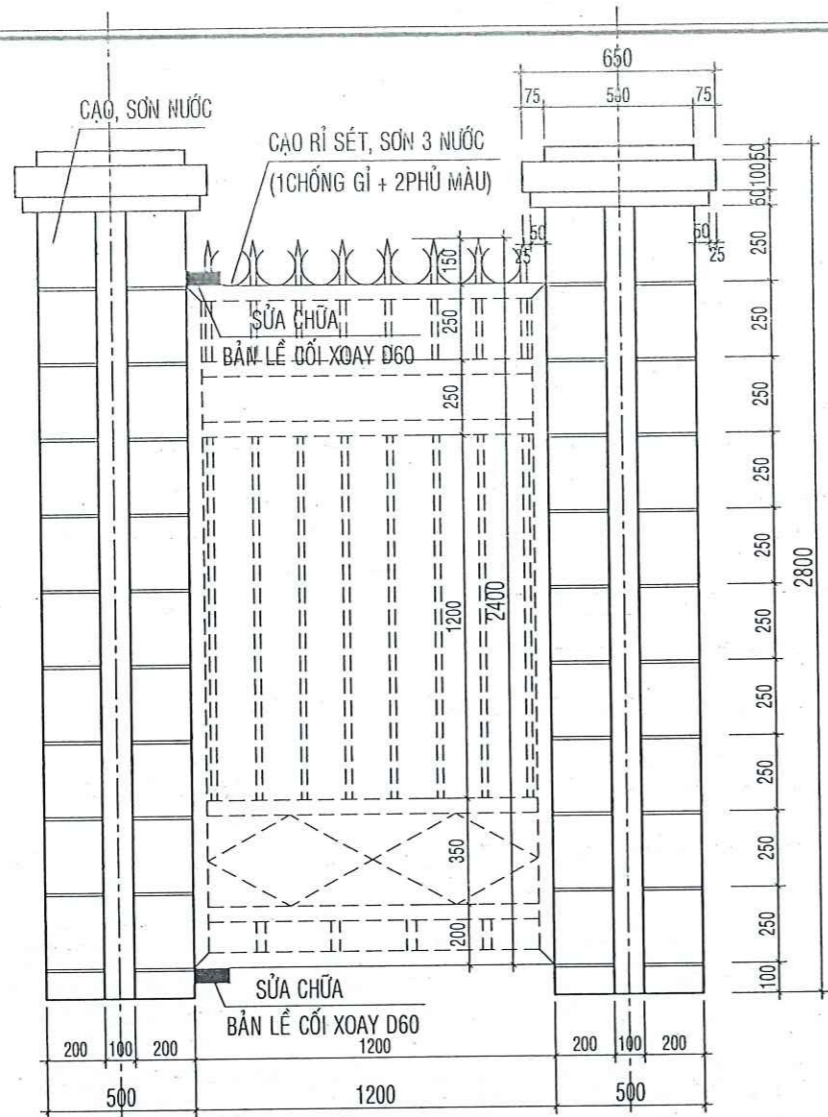 650
75 500 75
CẠO, SƠN NƯỚC
CẠO RỈ SÉT, SƠN 3 NƯỚC
(1CHỐNG GỈ + 2PHỦ MÀU)
50
100
50
50
25
50
25
150
SỬA CHỮA
BẢN LỀ CỐI XOAY D60
250
250
1200
2400
350
200
250
250
250
250
250
250
250
250
250
250
100
2800
SỬA CHỮA
BẢN LỀ CỐI XOAY D60
200 100 200 1200 200 100 200
500 1200 500